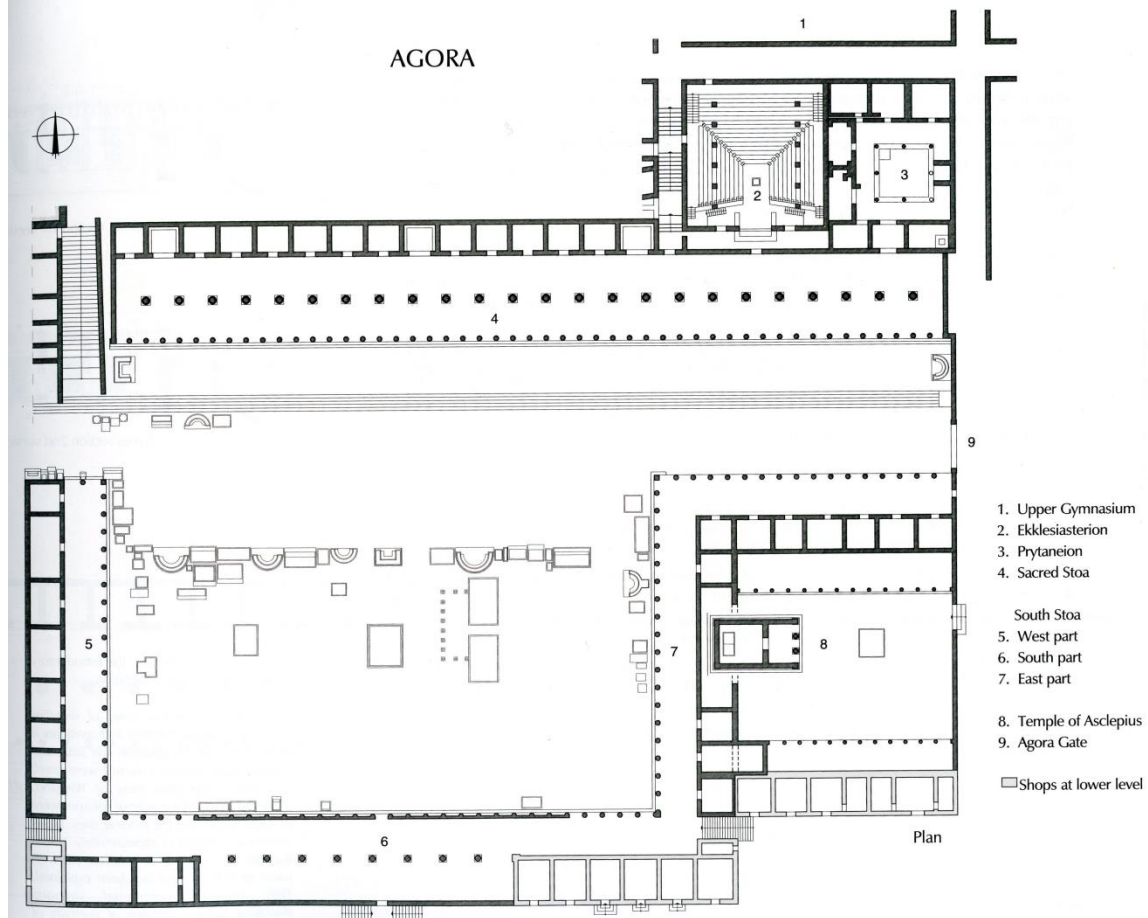 AGORA
1
2
3
4
9
5
7
8
6
Plan
1. Upper Gymnasium
2. Ekklesiasterion
3. Prytaneion
4. Sacred Stoa
South Stoa
5. West part
6. South part
7. East part
8. Temple of Asclepius
9. Agora Gate
Shops at lower level